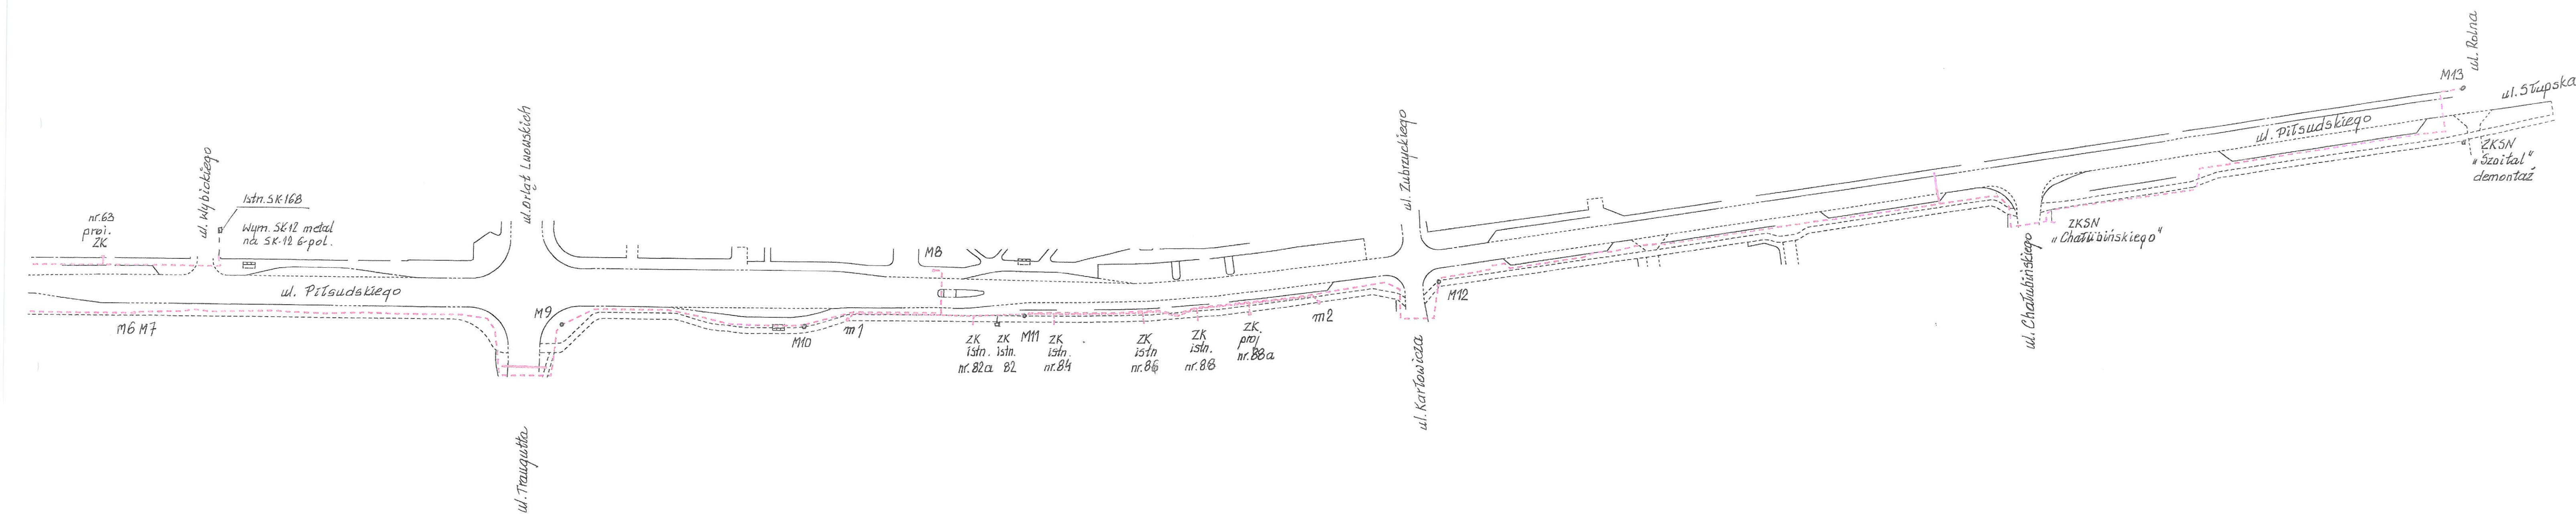 nr.63
proj.
ZK
ul. Wybickiego
Istn. SK-16B
Wym. SK-12 metal
na SK-12 6-pol.
ul. Orląt Lwowskich
ul. Piłsudskiego
M6 M7
ul. Traugutta
M9
M10
m1
M8
ZK
istn.
nr.82a
ZK
istn.
82
M11
ZK
istn.
nr.84
ZK
istn
nr.86
ZK
istn.
nr.88
ZK.
proj
nr.88a
m2
ul. Zubrzyckiego
ul. Karłowicza
M12
ul. Chałubińskiego
ZKSN
„Chałubińskiego"
ul. Piłsudskiego
M13
ul. Rolna
ul. Słupska
ZKSN
„Szpital"
demontaż